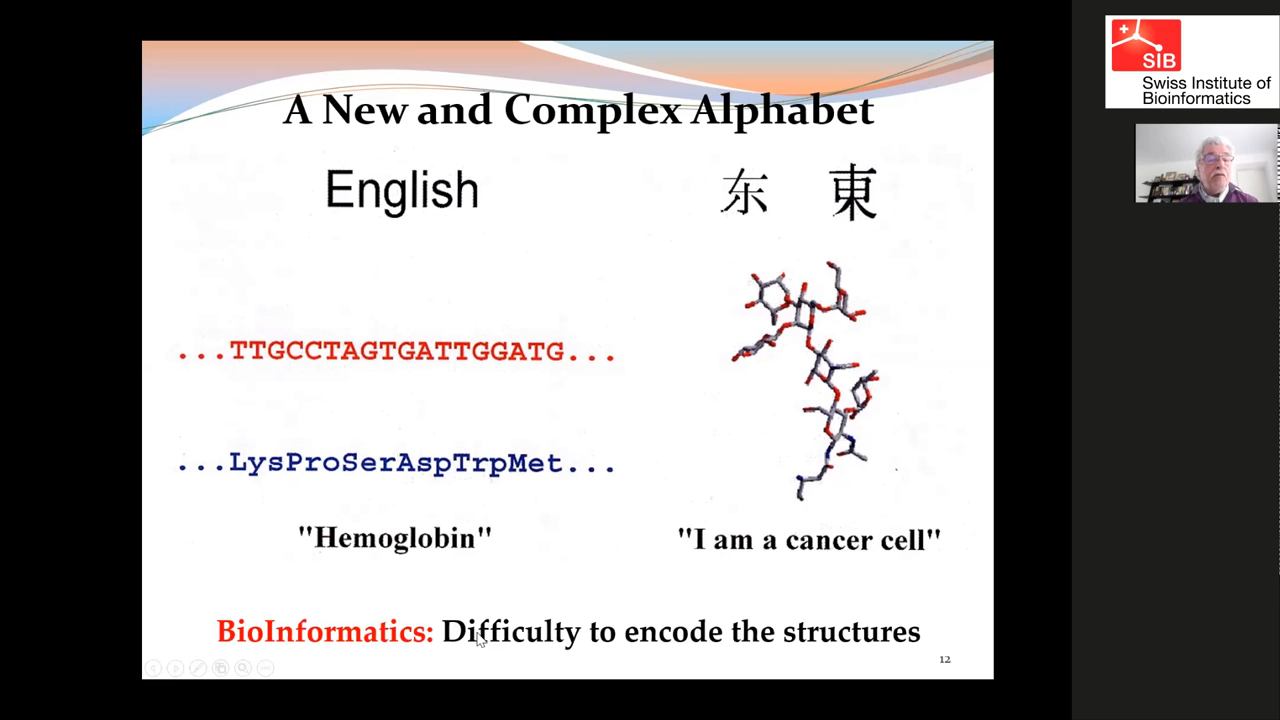 A New and Complex Alphabet
English
东 東
...TTGCCTAGTGATTGGATG...
...LysProSerAspTrpMet...
"Hemoglobin"
"I am a cancer cell"
BioInformatics: Difficulty to encode the structures
12
SIB
Swiss Institute of
Bioinformatics